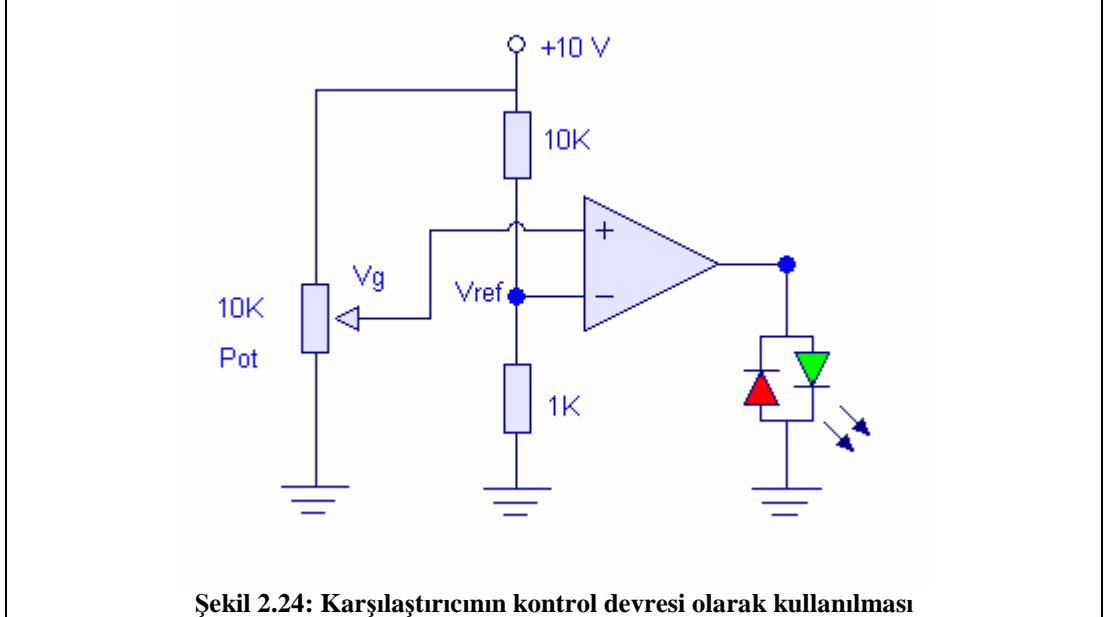 +10 V
10K
Vg
+
Vref
−
10K
Pot
1K
Şekil 2.24: Karşılaştırıcının kontrol devresi olarak kullanılması